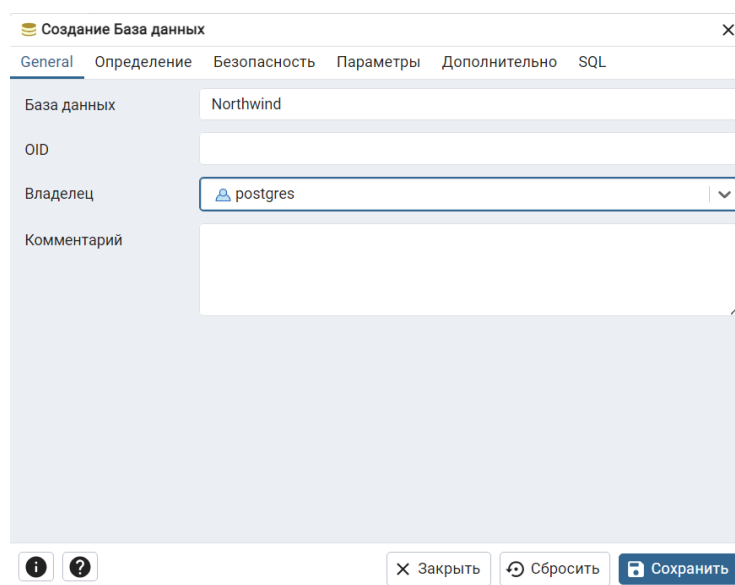 Создание База данных
General Определение Безопасность Параметры Дополнительно SQL
База данных Northwind
OID
Владелец postgres
Комментарий
Закрыть Сбросить Сохранить